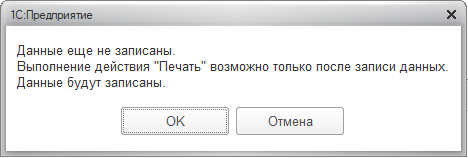 1С:Предприятие
Данные еще не записаны.
Выполнение действия "Печать" возможно только после записи данных.
Данные будут записаны.
OK
Отмена